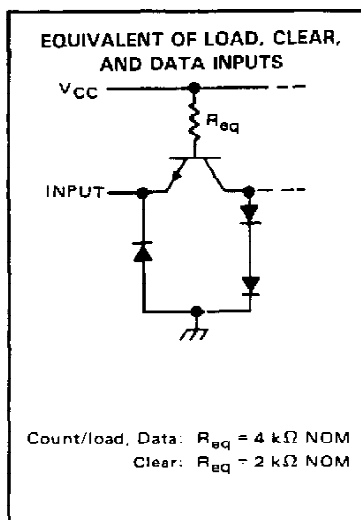 EQUIVALENT OF LOAD, CLEAR,
AND DATA INPUTS
VCC
Req
INPUT
Count/load, Data: Req = 4 kΩ NOM
Clear: Req = 2 kΩ NOM